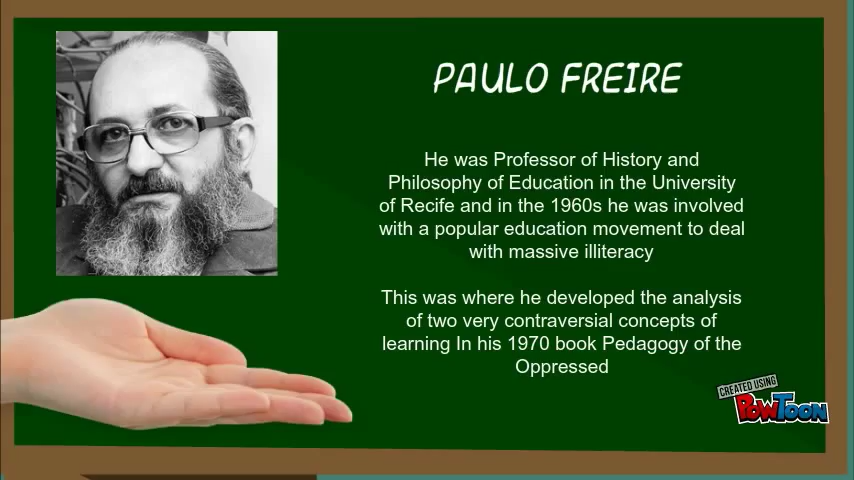 PAULO FREIRE
He was Professor of History and
Philosophy of Education in the University
of Recife and in the 1960s he was involved
with a popular education movement to deal
with massive illiteracy
This was where he developed the analysis
of two very contraversial concepts of
learning In his 1970 book Pedagogy of the
Oppressed
CREATED USING
POWTOON